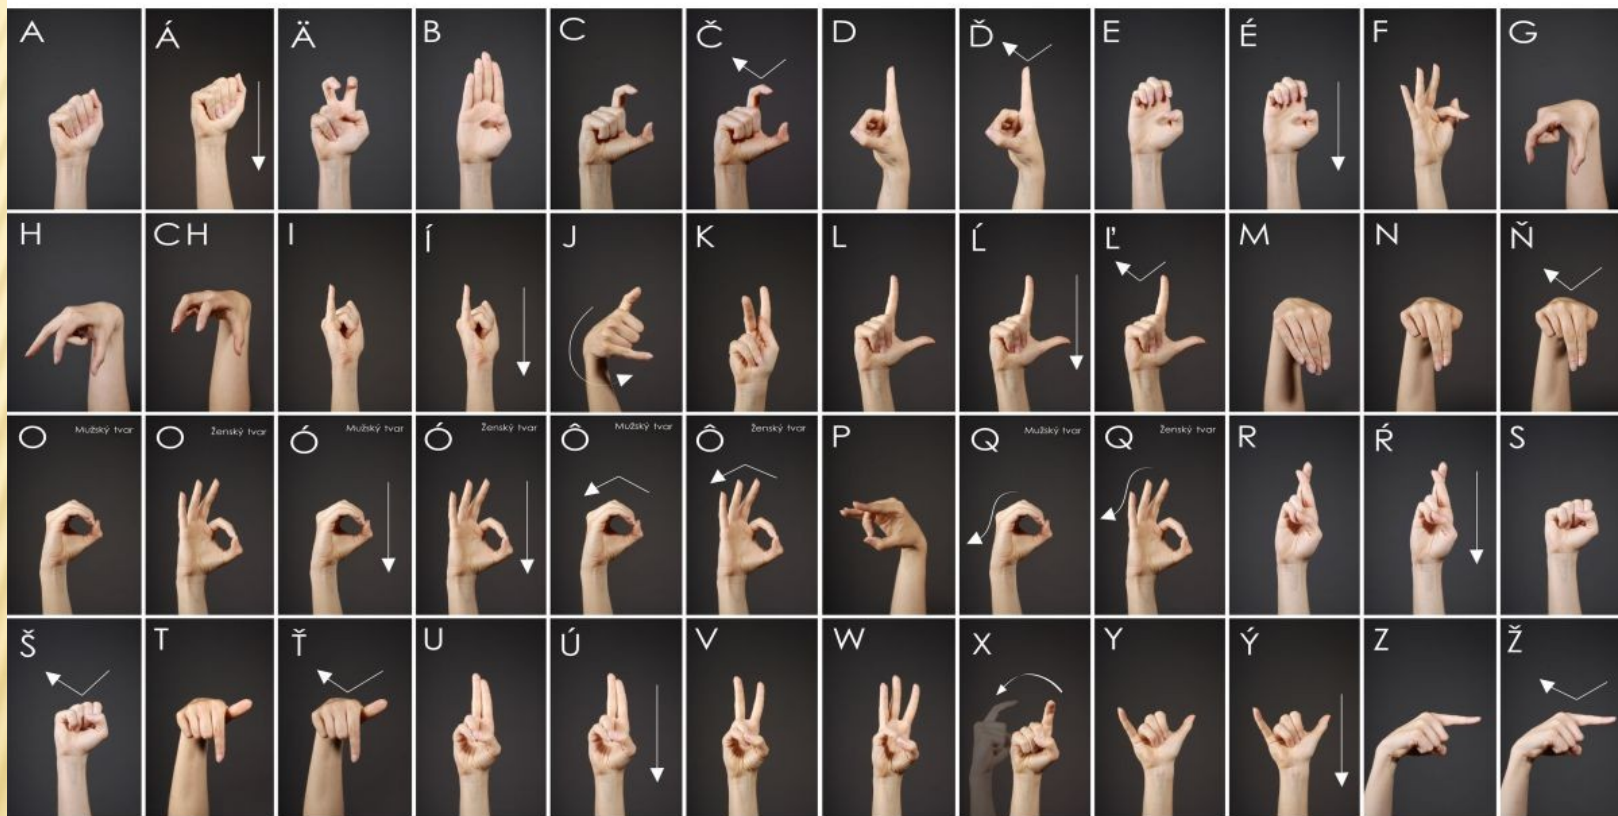 A Á Ä B C Č D Ď E É F G
H CH I Í J K L Ĺ Ľ M N Ň
O Mužský tvar O Ženský tvar Ó Mužský tvar Ó Ženský tvar Ô Mužský tvar Ô Ženský tvar P Q Mužský tvar Q Ženský tvar R Ŕ S
Š T Ť U Ú V W X Y Ý Z Ž